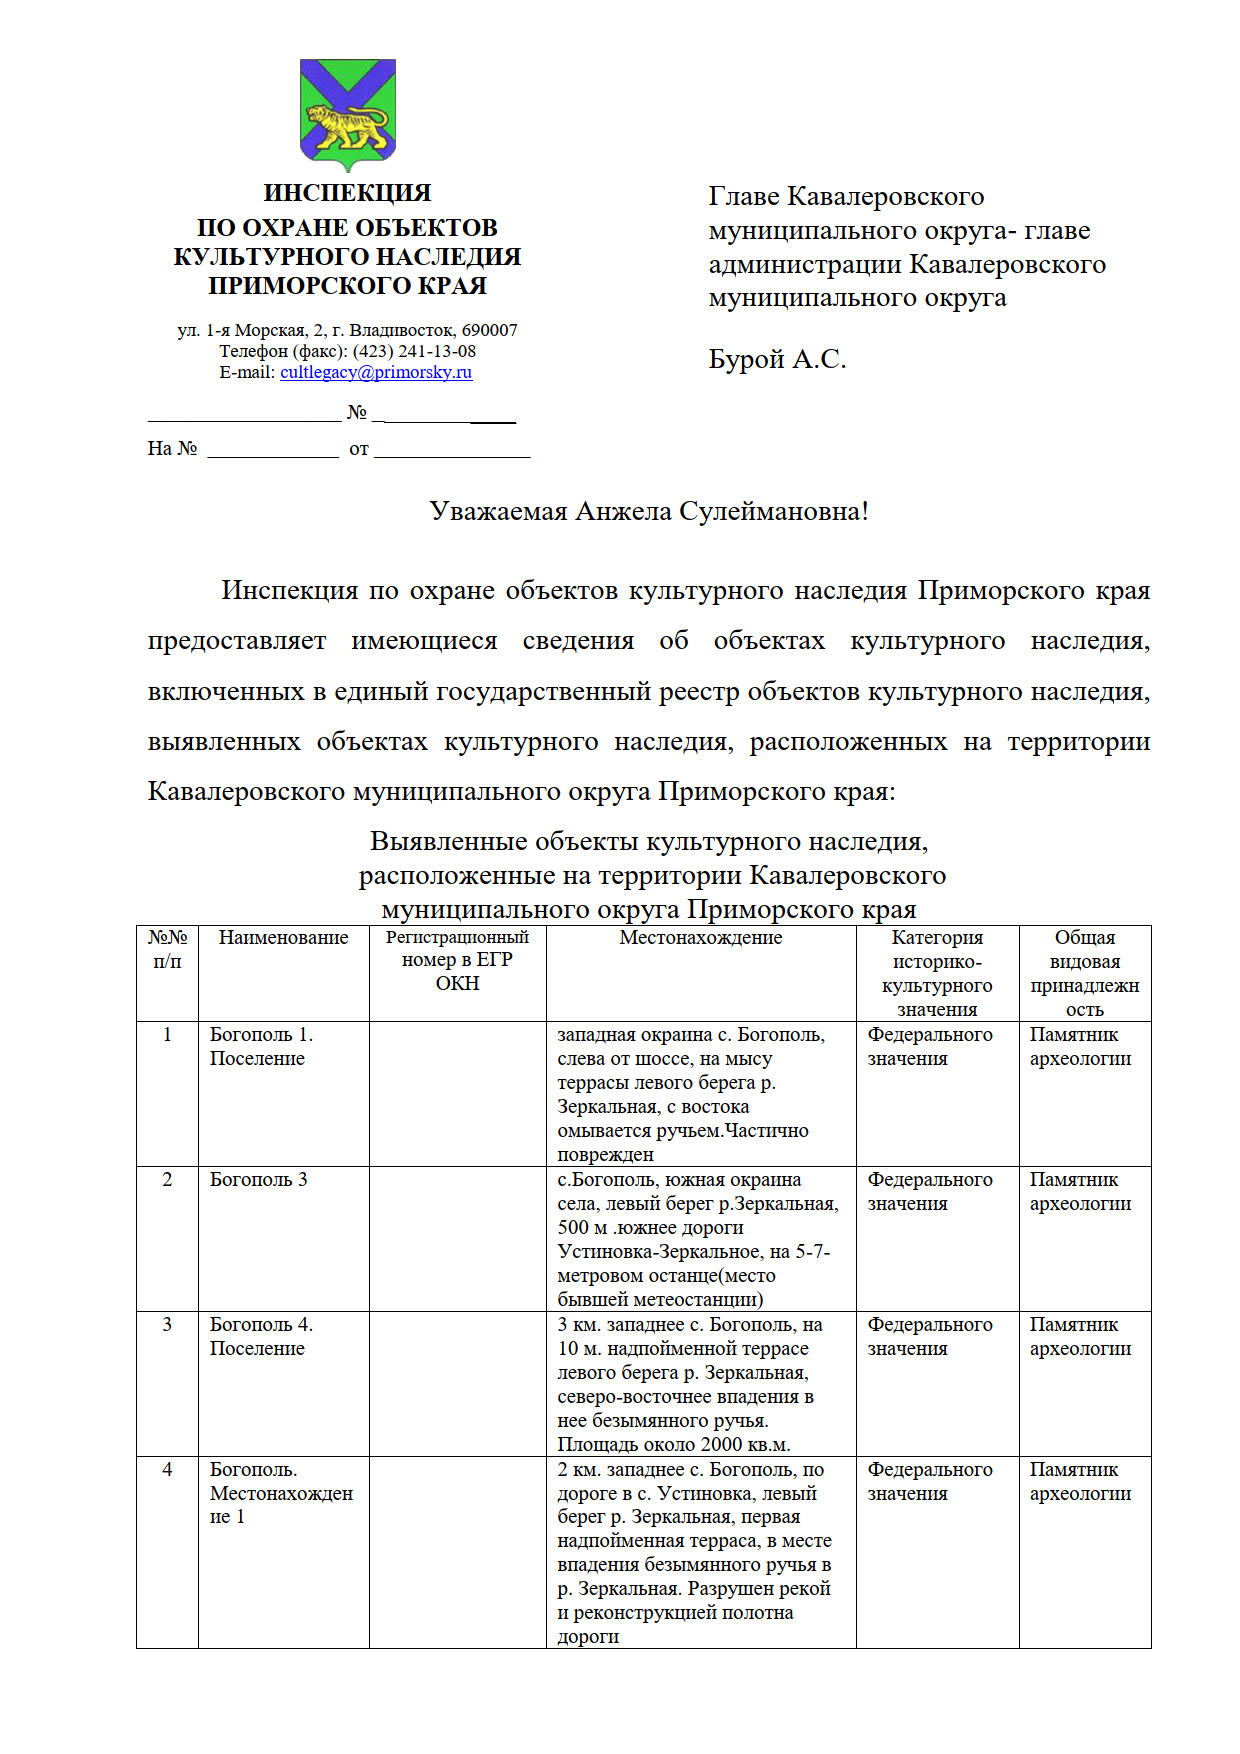 ИНСПЕКЦИЯ
ПО ОХРАНЕ ОБЪЕКТОВ
КУЛЬТУРНОГО НАСЛЕДИЯ
ПРИМОРСКОГО КРАЯ
ул. 1-я Морская, 2, г. Владивосток, 690007
Телефон (факс): (423) 241-13-08
E-mail: cultlegacy@primorsky.ru
____________________ № _______________
На № ______________ от ________________
Главе Кавалеровского
муниципального округа- главе
администрации Кавалеровского
муниципального округа
Бурой А.С.
Уважаемая Анжела Сулеймановна!
Инспекция по охране объектов культурного наследия Приморского края
предоставляет имеющиеся сведения об объектах культурного наследия,
включенных в единый государственный реестр объектов культурного наследия,
выявленных объектах культурного наследия, расположенных на территории
Кавалеровского муниципального округа Приморского края:
Выявленные объекты культурного наследия,
расположенные на территории Кавалеровского
муниципального округа Приморского края
№№
п/п
Наименование
Регистрационный
номер в ЕГР
ОКН
Местонахождение
Категория
историко-
культурного
значения
Общая
видовая
принадлежн
ость
1
Богополь 1.
Поселение
западная окраина с. Богополь,
слева от шоссе, на мысу
террасы левого берега р.
Зеркальная, с востока
омывается ручьем.Частично
поврежден
Федерального
значения
Памятник
археологии
2
Богополь 3
с.Богополь, южная окраина
села, левый берег р.Зеркальная,
500 м .южнее дороги
Устиновка-Зеркальное, на 5-7-
метровом останце(место
бывшей метеостанции)
Федерального
значения
Памятник
археологии
3
Богополь 4.
Поселение
3 км. западнее с. Богополь, на
10 м. надпойменной террасе
левого берега р. Зеркальная,
северо-восточнее впадения в
нее безымянного ручья.
Площадь около 2000 кв.м.
Федерального
значения
Памятник
археологии
4
Богополь.
Местонахожден
ие 1
2 км. западнее с. Богополь, по
дороге в с. Устиновка, левый
берег р. Зеркальная, первая
надпойменная терраса, в месте
впадения безымянного ручья в
р. Зеркальная. Разрушен рекой
и реконструкцией полотна
дороги
Федерального
значения
Памятник
археологии